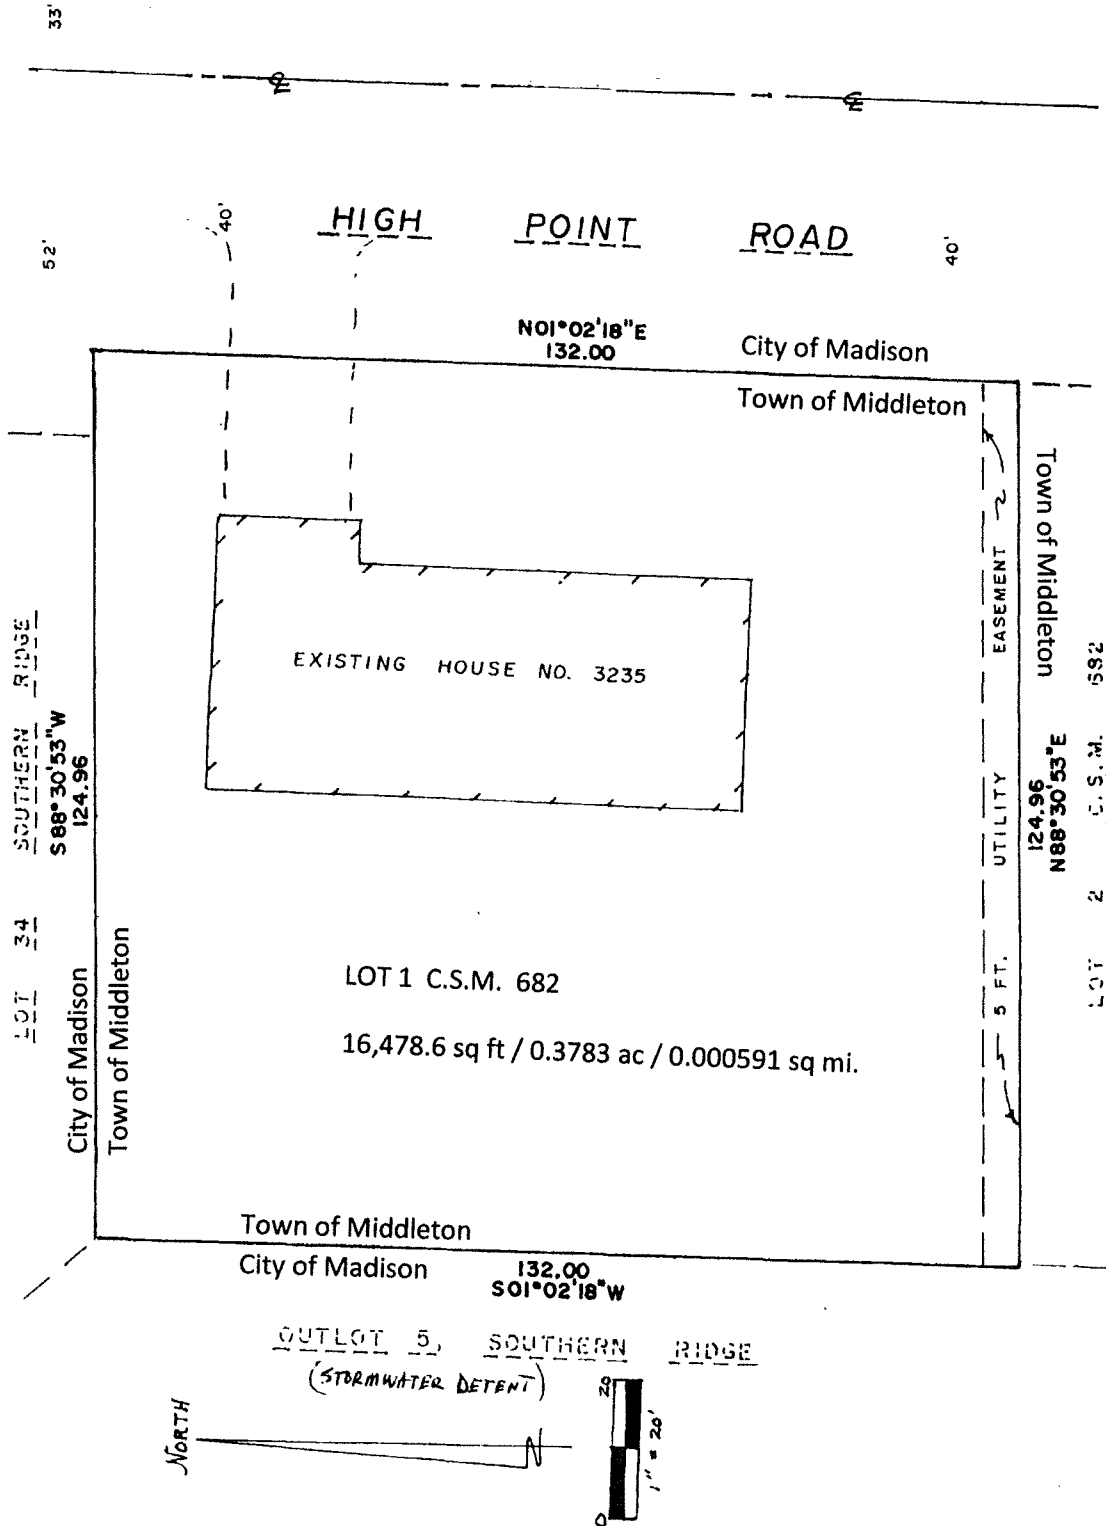 33'
℄ ℄
52'
40'
HIGH POINT ROAD
40'
N01°02'18"E
132.00
City of Madison
Town of Middleton
LOT 34 SOUTHERN RIDGE
S88°30'53"W
124.96
City of Madison
Town of Middleton
EXISTING HOUSE NO. 3235
5 FT. UTILITY EASEMENT
Town of Middleton
124.96
N88°30'53"E
LOT 2 C.S.M. 682
LOT 1 C.S.M. 682
16,478.6 sq ft / 0.3783 ac / 0.000591 sq mi.
Town of Middleton
City of Madison
132.00
S01°02'18"W
OUTLOT 5, SOUTHERN RIDGE
(STORMWATER DETENT)
NORTH
N
20
0
1" = 20'